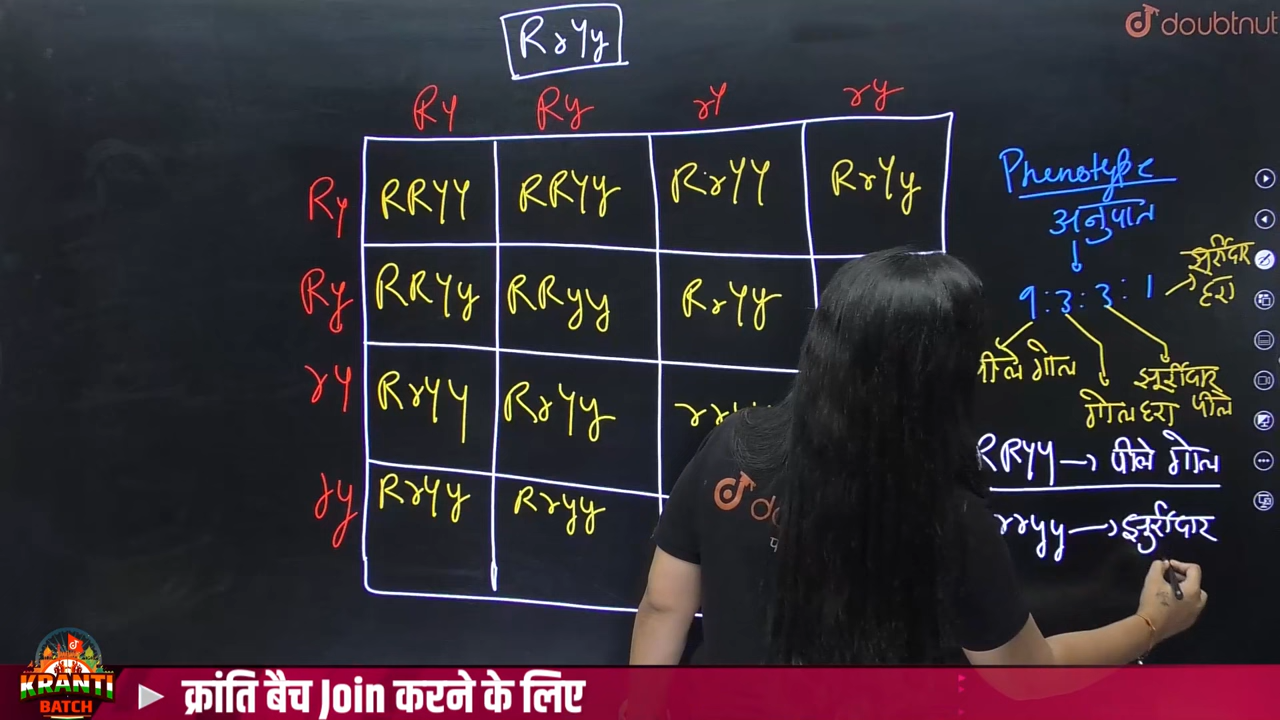 RrYy
doubtnut
RY Ry rY ry
Ry RRYY RRYy RrYY RrYy
Ry RRYy RRyy RrYy
rY RrYY RrYy
ry RrYy Rryy
Phenotype
अनुपात
9:3:3:1
झुर्रीदार
हरा
पीले गोल
झुर्रीदार
गोल हरा पीले
RRYY → पीले गोल
rryy → झुर्रीदार
KRANTI
BATCH
क्रांति बैच Join करने के लिए